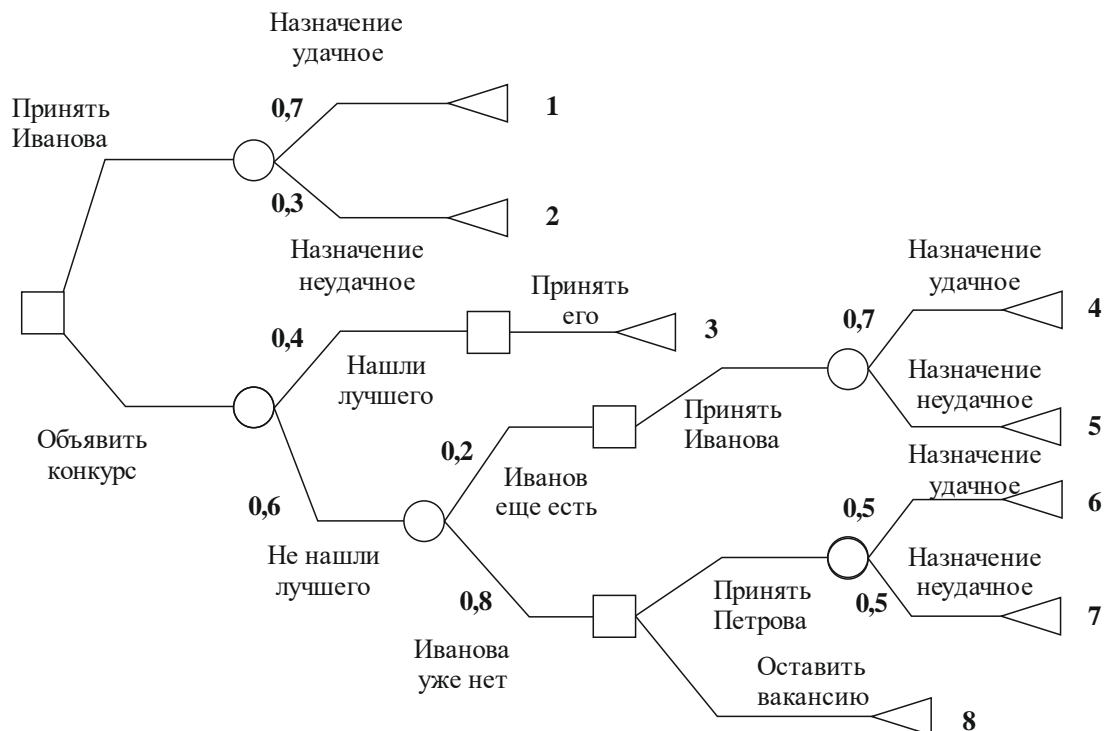 Назначение
удачное
0,7
1
Принять
Иванова
0,3
2
Назначение
неудачное
Принять
его
3
0,4
Нашли
лучшего
Назначение
удачное
4
0,7
Назначение
неудачное
5
Принять
Иванова
Объявить
конкурс
0,2
Иванов
еще есть
0,6
Не нашли
лучшего
Назначение
удачное
6
0,5
Назначение
неудачное
0,5
7
Принять
Петрова
0,8
Иванова
уже нет
Оставить
вакансию
8